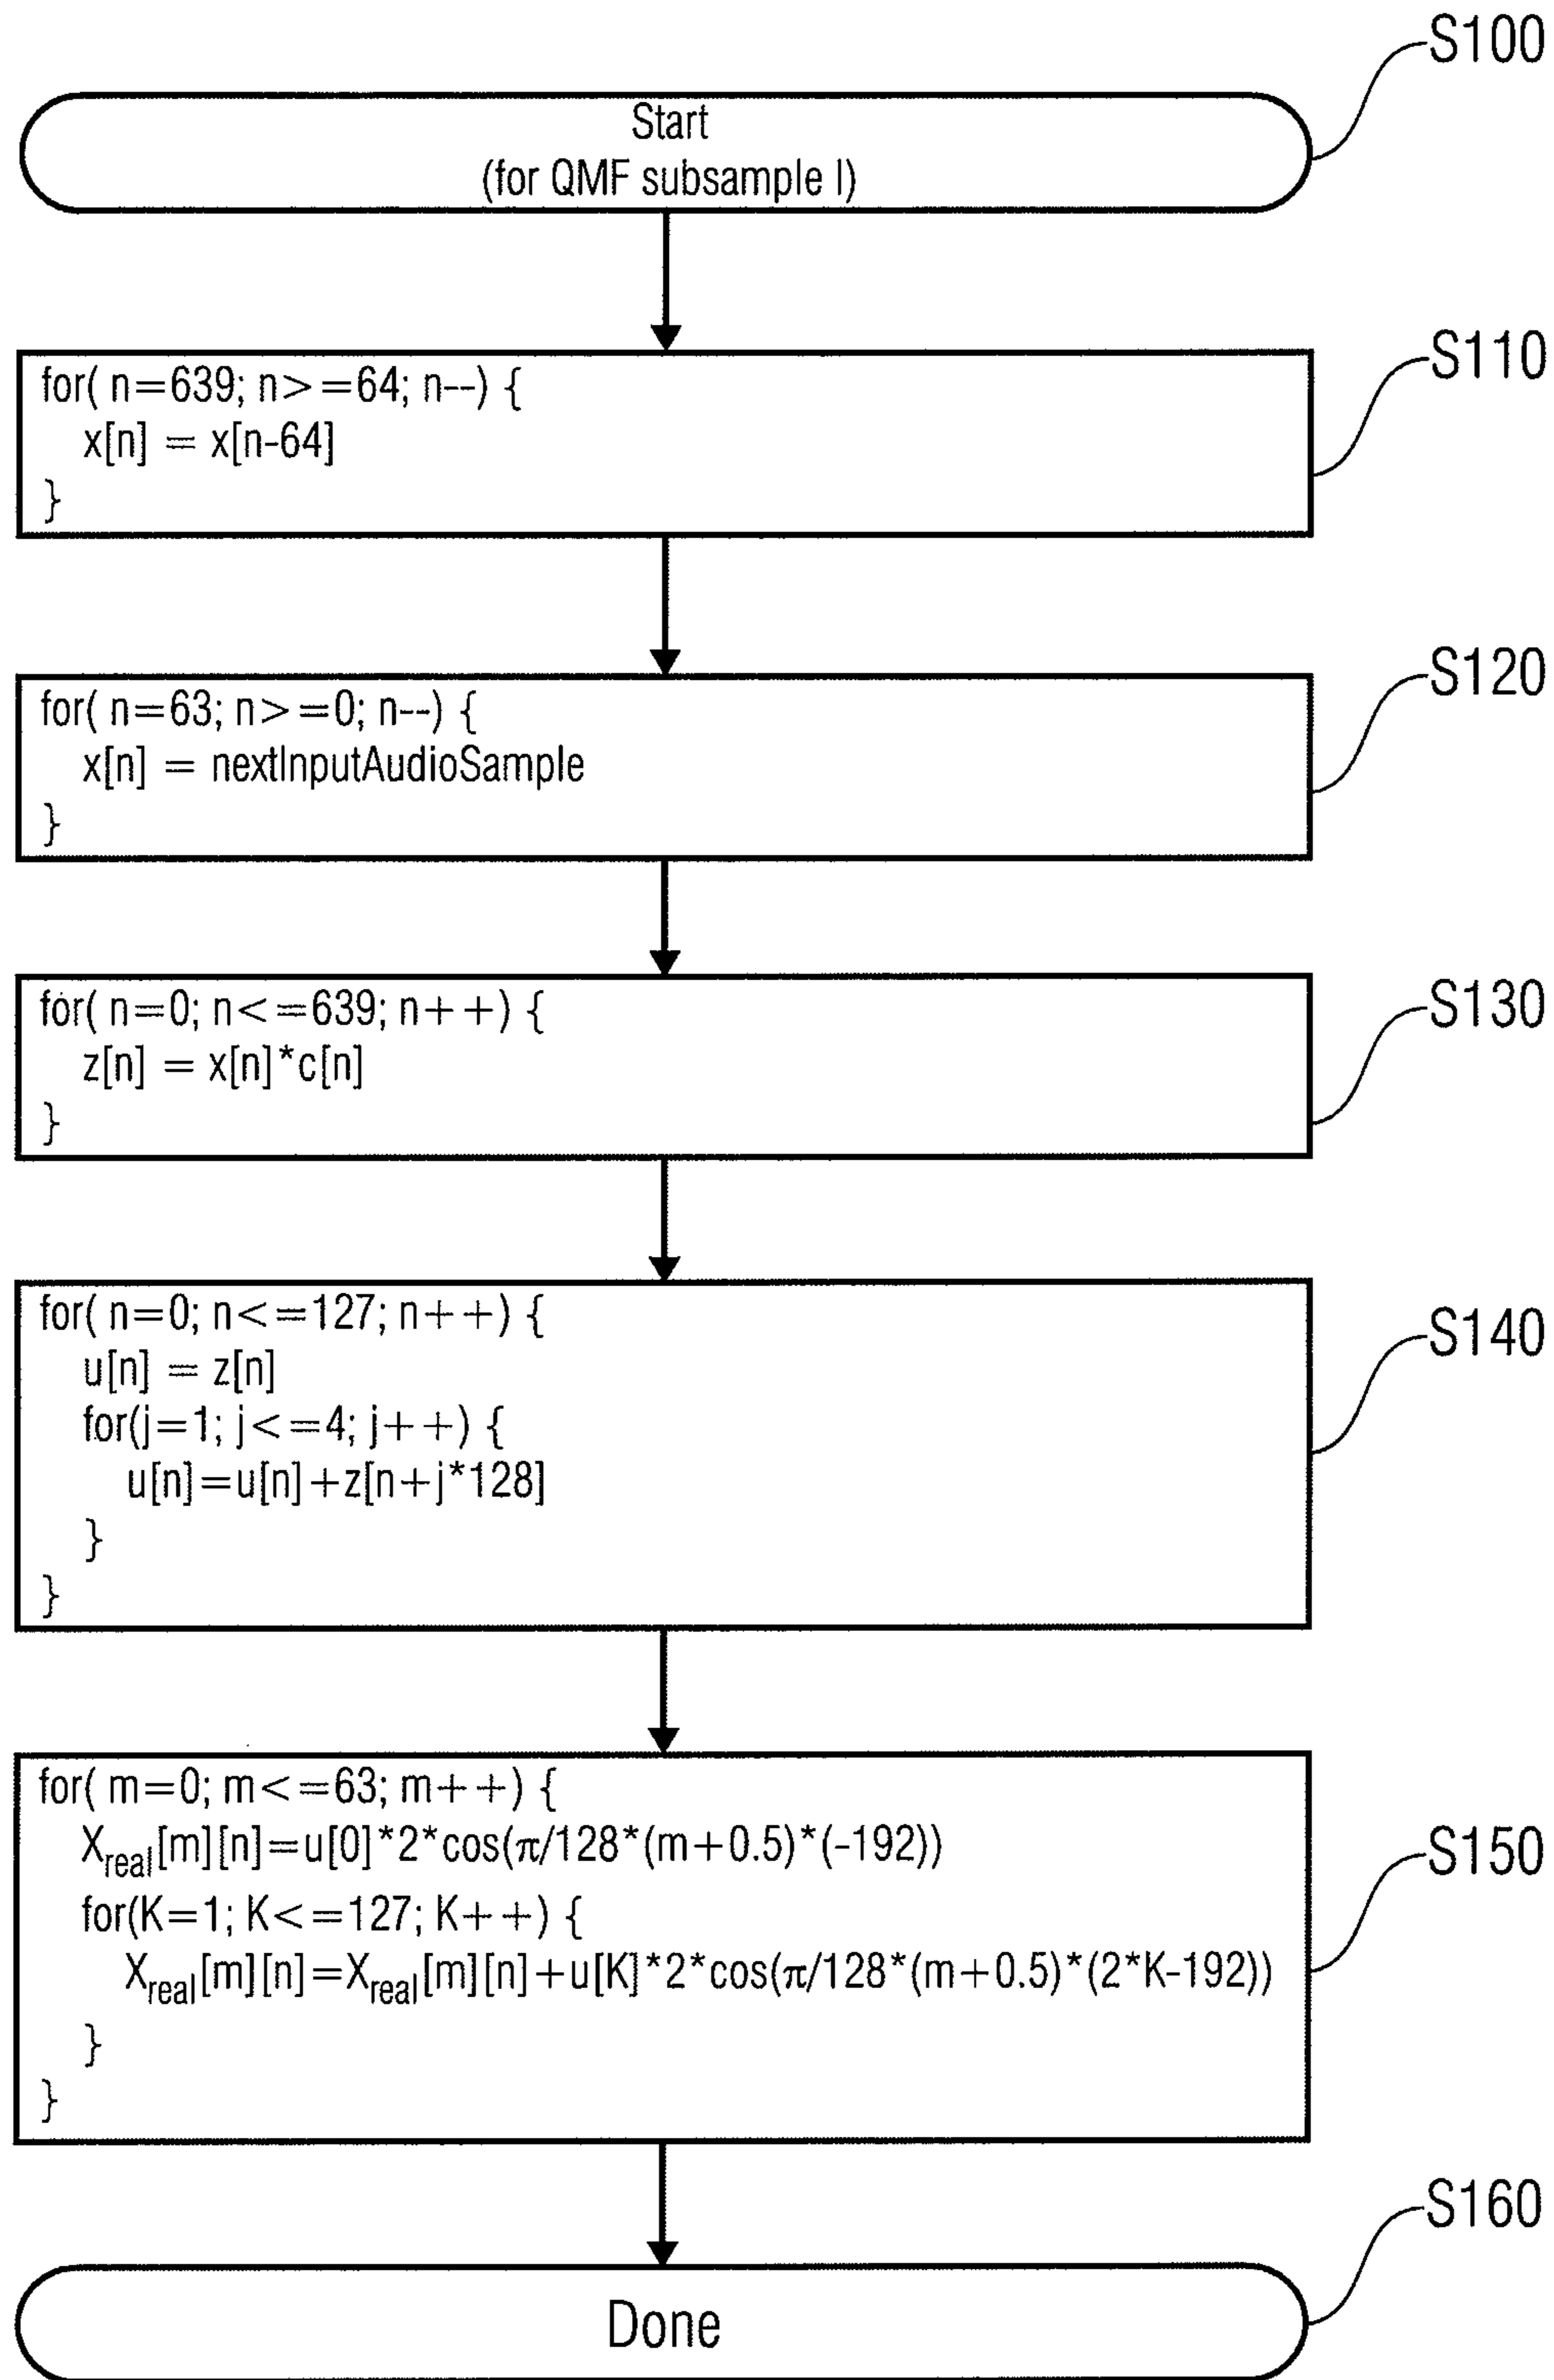 S100
Start
(for QMF subsample l)
S110
for( n=639; n>=64; n--) {
x[n] = x[n-64]
}
S120
for( n=63; n>=0; n--) {
x[n] = nextInputAudioSample
}
S130
for( n=0; n<=639; n++) {
z[n] = x[n]*c[n]
}
S140
for( n=0; n<=127; n++) {
u[n] = z[n]
for(j=1; j<=4; j++) {
u[n]=u[n]+z[n+j*128]
}
}
S150
for( m=0; m<=63; m++) {
Xreal[m][n]=u[0]*2*cos(π/128*(m+0.5)*(-192))
for(K=1; K<=127; K++) {
Xreal[m][n]=Xreal[m][n]+u[K]*2*cos(π/128*(m+0.5)*(2*K-192))
}
}
S160
Done